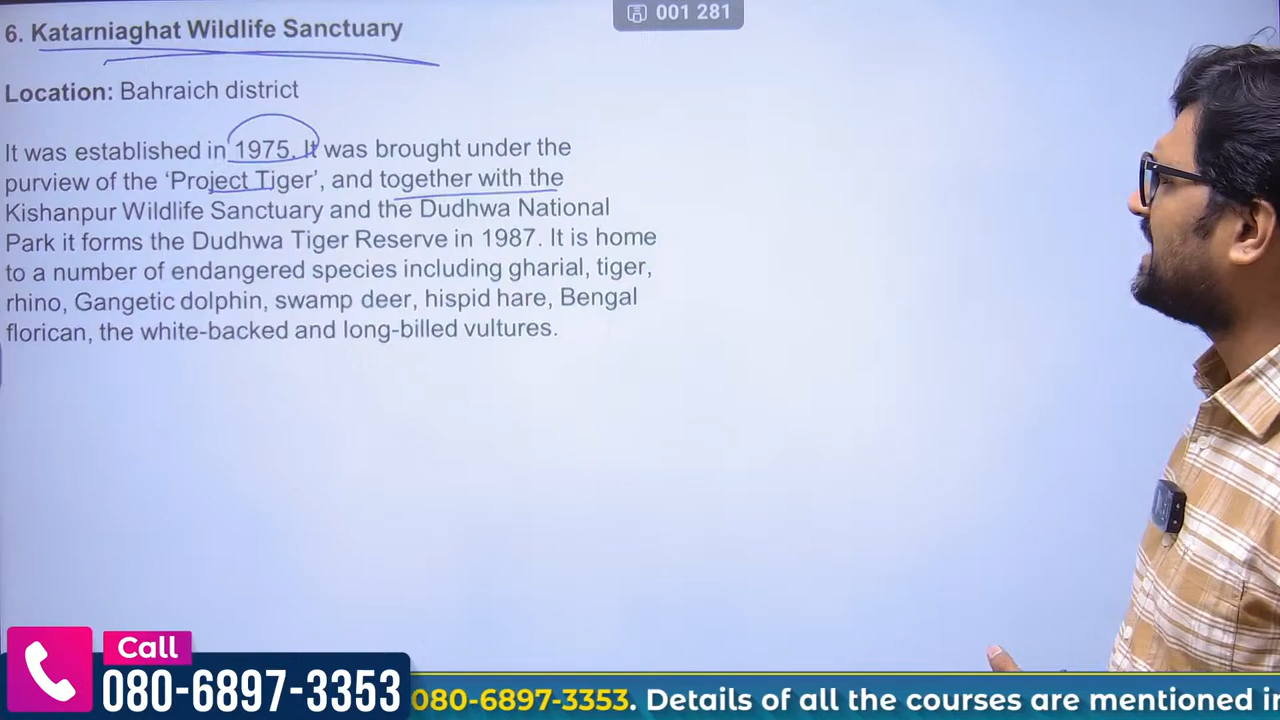 001 281
6. Katarniaghat Wildlife Sanctuary
Location: Bahraich district
It was established in 1975. It was brought under the
purview of the ‘Project Tiger’, and together with the
Kishanpur Wildlife Sanctuary and the Dudhwa National
Park it forms the Dudhwa Tiger Reserve in 1987. It is home
to a number of endangered species including gharial, tiger,
rhino, Gangetic dolphin, swamp deer, hispid hare, Bengal
florican, the white-backed and long-billed vultures.
Call
080-6897-3353
080-6897-3353. Details of all the courses are mentioned in